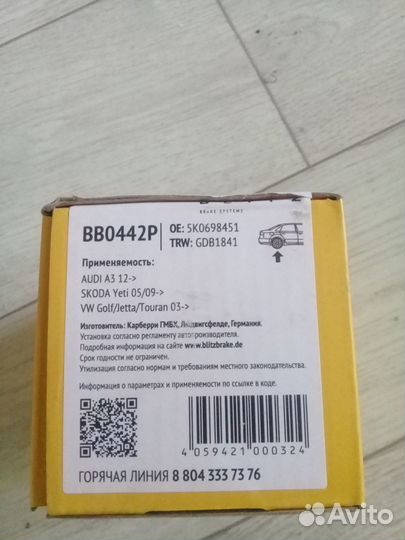 BRAKE SYSTEMS
BB0442P
OE: 5K0698451
TRW: GDB1841
Применяемость:
AUDI A3 12->
SKODA Yeti 05/09->
VW Golf/Jetta/Touran 03->
Изготовитель: Карберри ГМБХ, Людвигсфелде, Германия.
Установка согласно регламенту автопроизводителя.
Подробная информация на сайте www.blitzbrake.de
Срок годности не ограничен.
Утилизация согласно нормам и требованиям местного законодательства.
Информация о параметрах и применяемости по ссылке в коде.
4 059421 000324
ГОРЯЧАЯ ЛИНИЯ 8 804 333 73 76
Avito